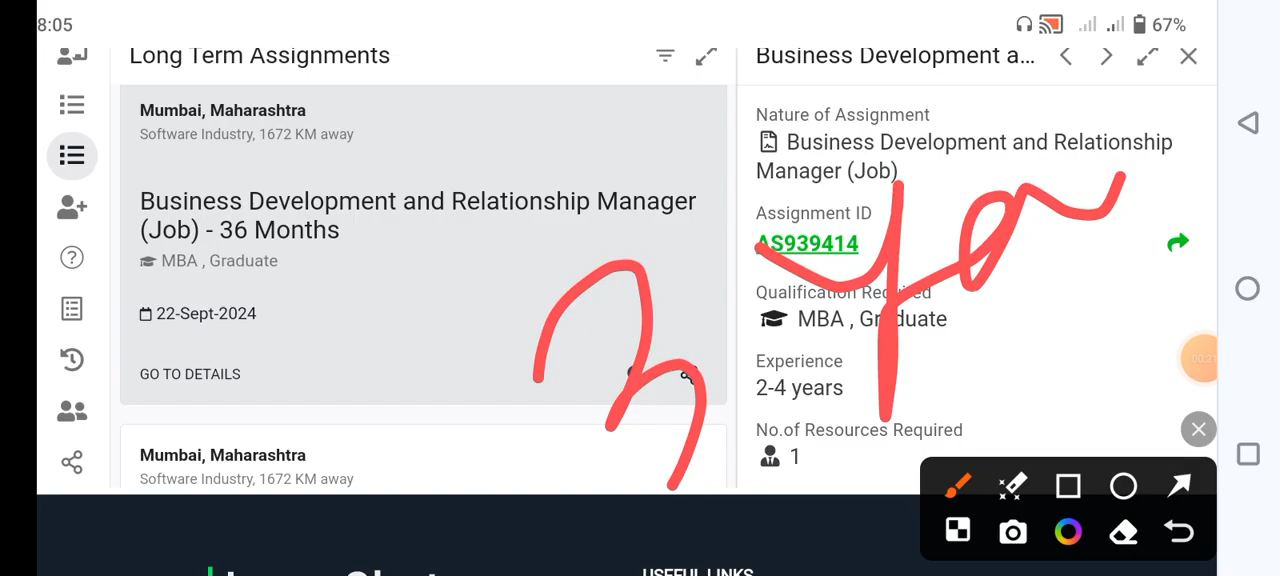 8:05
67%
Long Term Assignments
Mumbai, Maharashtra
Software Industry, 1672 KM away
Business Development and Relationship Manager
(Job) - 36 Months
MBA , Graduate
22-Sept-2024
GO TO DETAILS
Mumbai, Maharashtra
Software Industry, 1672 KM away
Business Development a...
Nature of Assignment
Business Development and Relationship
Manager (Job)
Assignment ID
AS939414
Qualification Required
MBA , Graduate
Experience
2-4 years
No.of Resources Required
1
3 yr
USEFUL LINKS